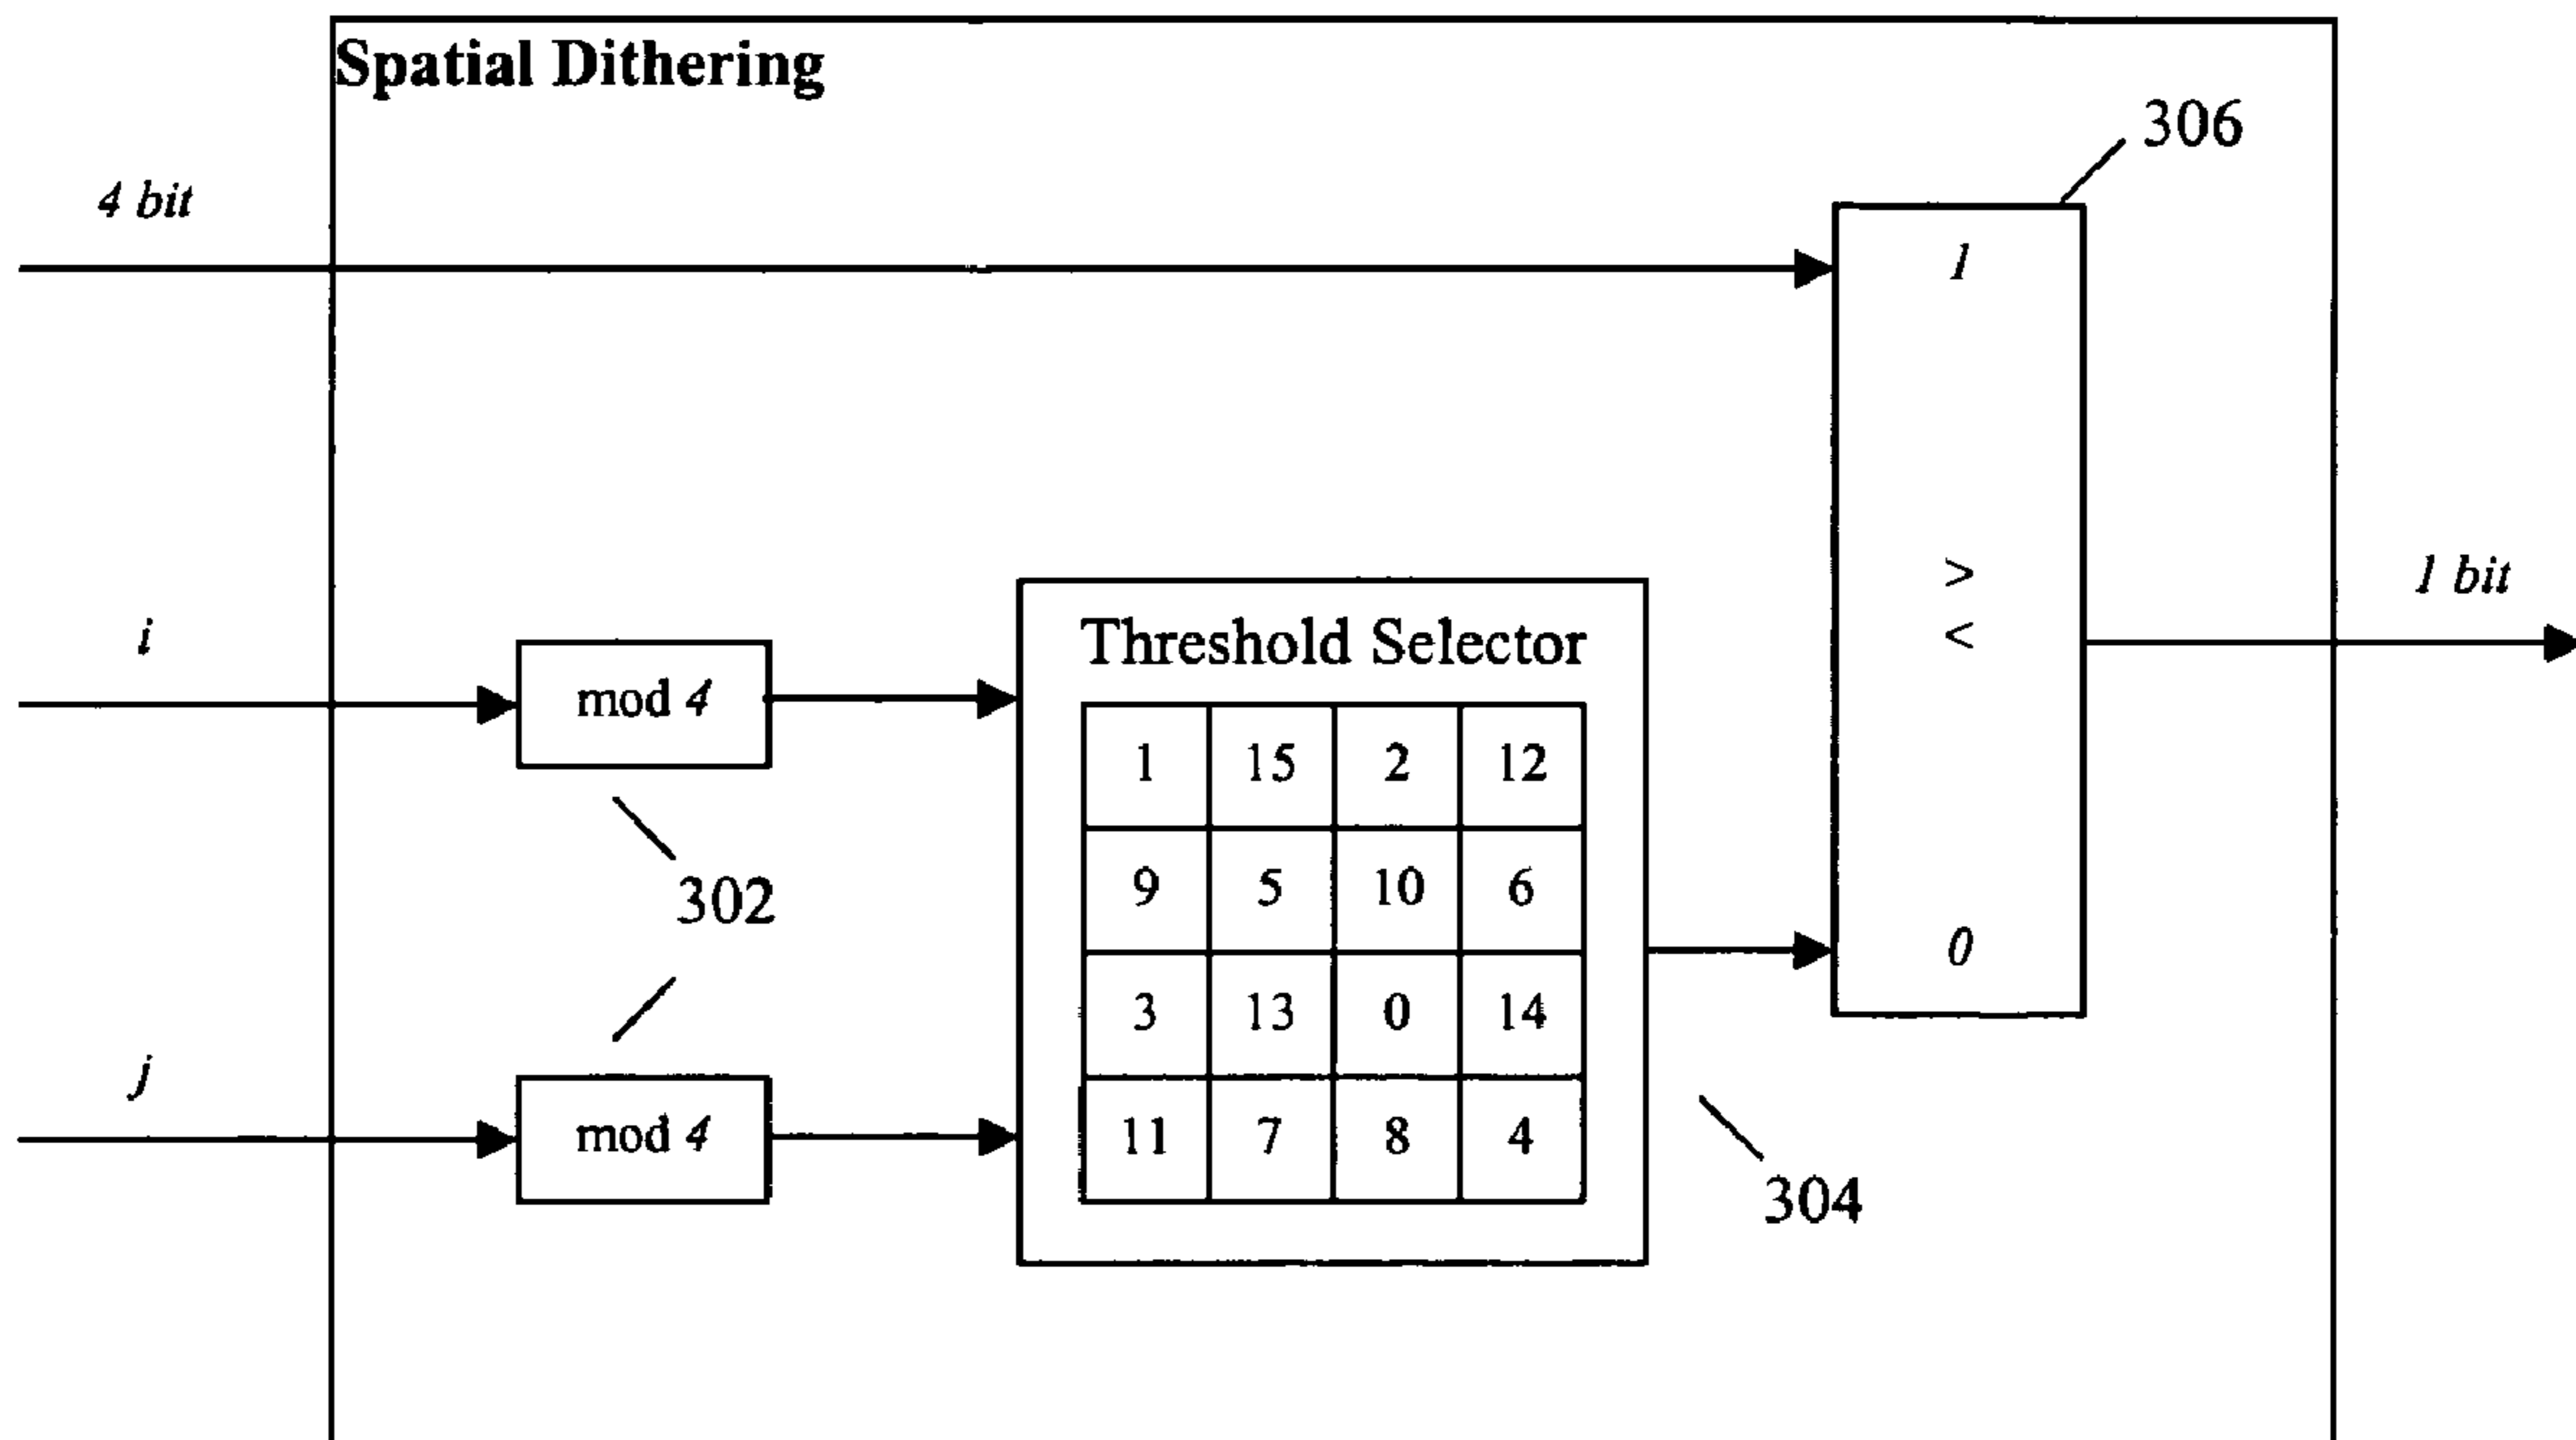 Spatial Dithering
306
4 bit
1
>
<
1 bit
i
mod 4
Threshold Selector
1 15 2 12
9 5 10 6
3 13 0 14
11 7 8 4
302
0
j
mod 4
304